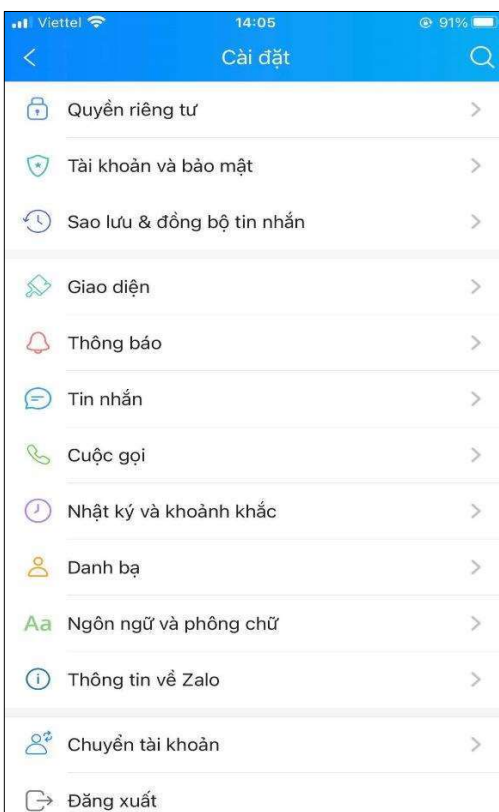 Viettel 14:05 91%
Cài đặt
Quyền riêng tư
Tài khoản và bảo mật
Sao lưu & đồng bộ tin nhắn
Giao diện
Thông báo
Tin nhắn
Cuộc gọi
Nhật ký và khoảnh khắc
Danh bạ
Aa Ngôn ngữ và phông chữ
Thông tin về Zalo
Chuyển tài khoản
Đăng xuất